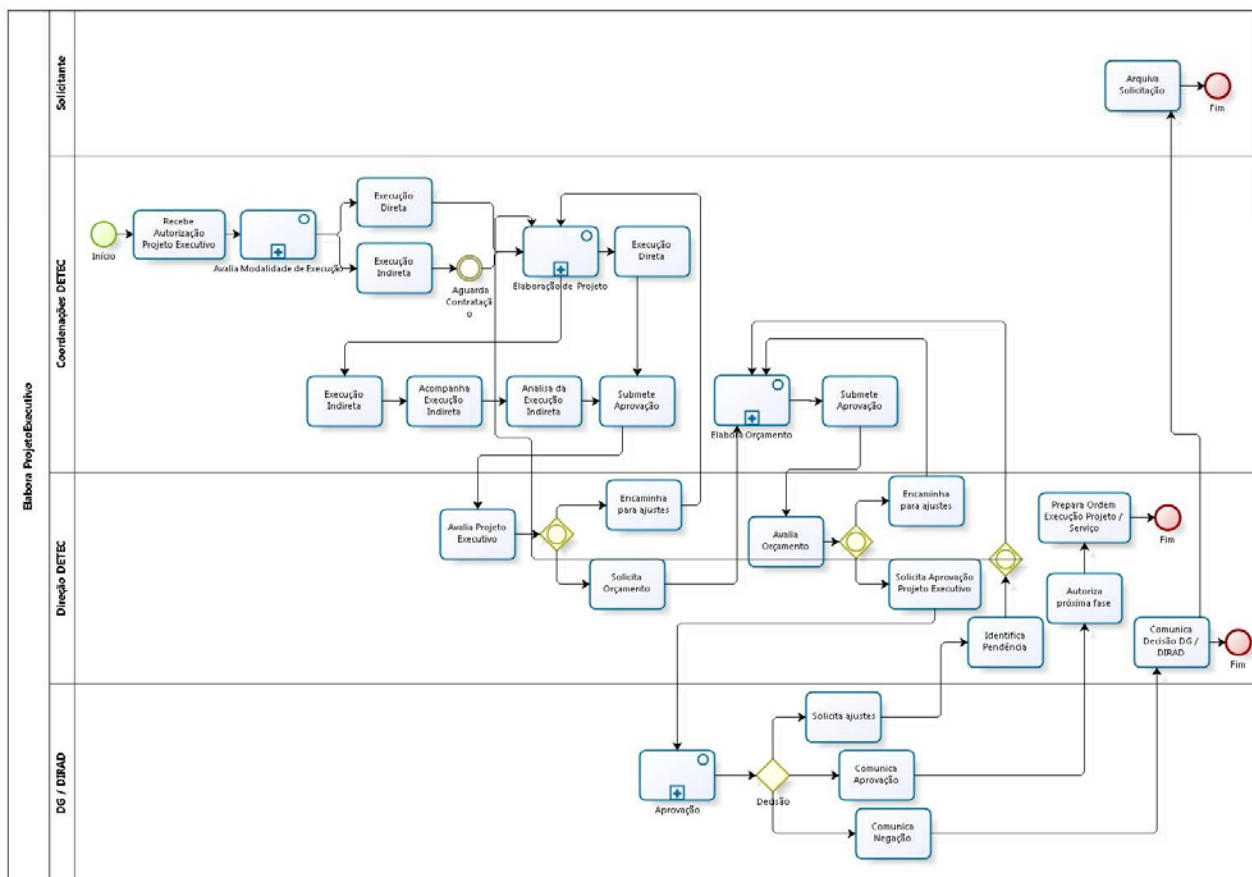 Elabora ProjetoExecutivo
Solicitante
Arquiva
Solicitação
Fim
Coordenações DETEC
Início
Recebe
Autorização
Projeto Executivo
Avalia Modalidade de Execução
Execução
Direta
Execução
Indireta
Aguarda
Contrataçã
o
Elaboração de Projeto
Execução
Direta
Execução
Indireta
Acompanha
Execução
Indireta
Analisa da
Execução
Indireta
Submete
Aprovação
Elabora Orçamento
Submete
Aprovação
Direção DETEC
Avalia Projeto
Executivo
Encaminha
para ajustes
Solicita
Orçamento
Avalia
Orçamento
Encaminha
para ajustes
Solicita Aprovação
Projeto Executivo
Identifica
Pendência
Prepara Ordem
Execução Projeto /
Serviço
Fim
Autoriza
próxima fase
Comunica
Decisão DG /
DIRAD
Fim
DG / DIRAD
Aprovação
Decisão
Solicita ajustes
Comunica
Aprovação
Comunica
Negação